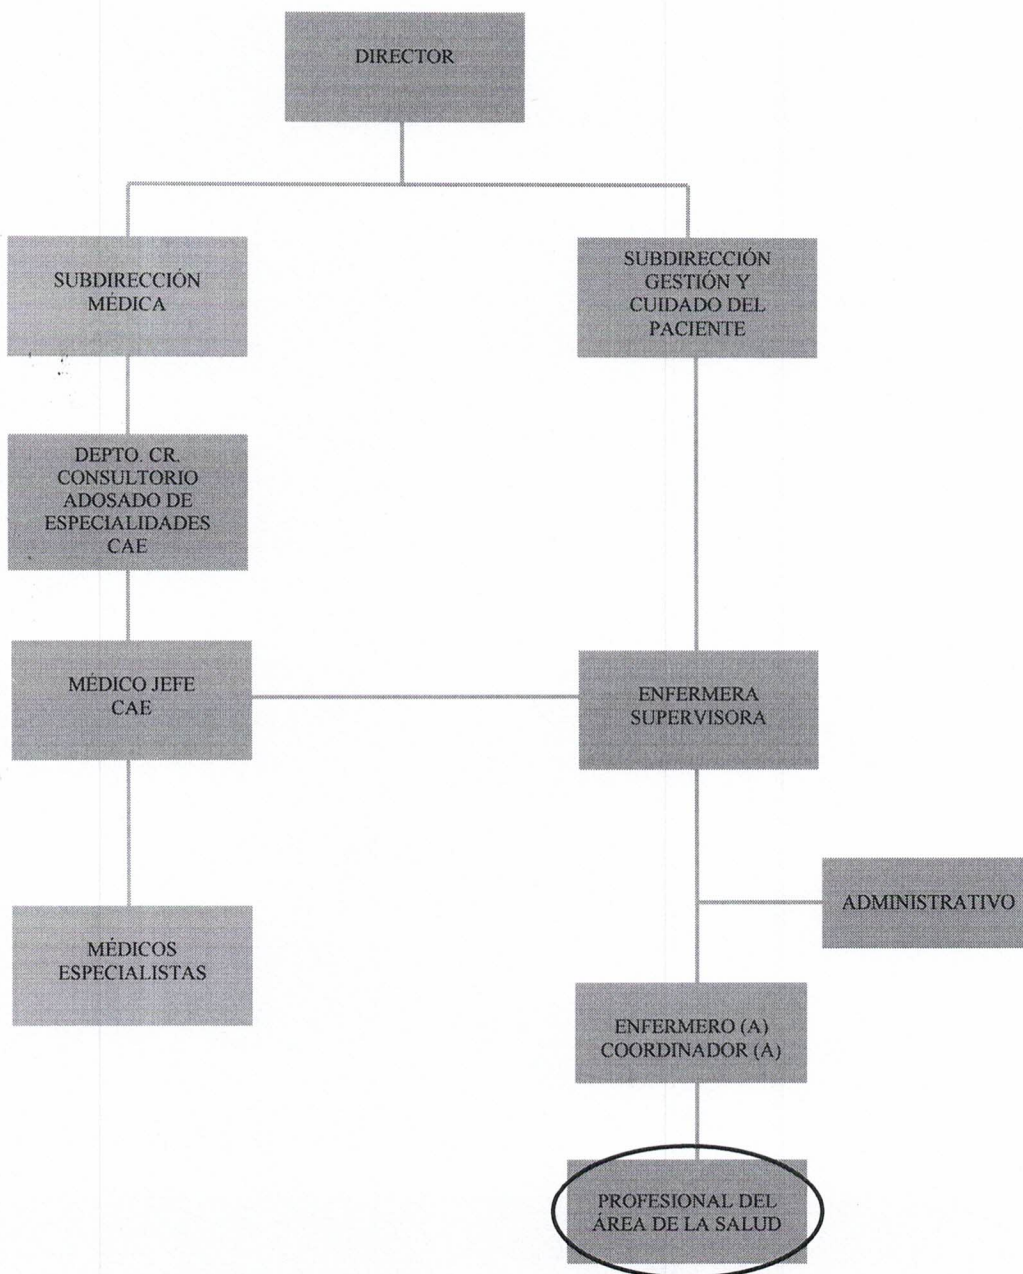 DIRECTOR
SUBDIRECCIÓN
MÉDICA
SUBDIRECCIÓN
GESTIÓN Y
CUIDADO DEL
PACIENTE
DEPTO. CR.
CONSULTORIO
ADOSADO DE
ESPECIALIDADES
CAE
MÉDICO JEFE
CAE
ENFERMERA
SUPERVISORA
ADMINISTRATIVO
MÉDICOS
ESPECIALISTAS
ENFERMERO (A)
COORDINADOR (A)
PROFESIONAL DEL
ÁREA DE LA SALUD